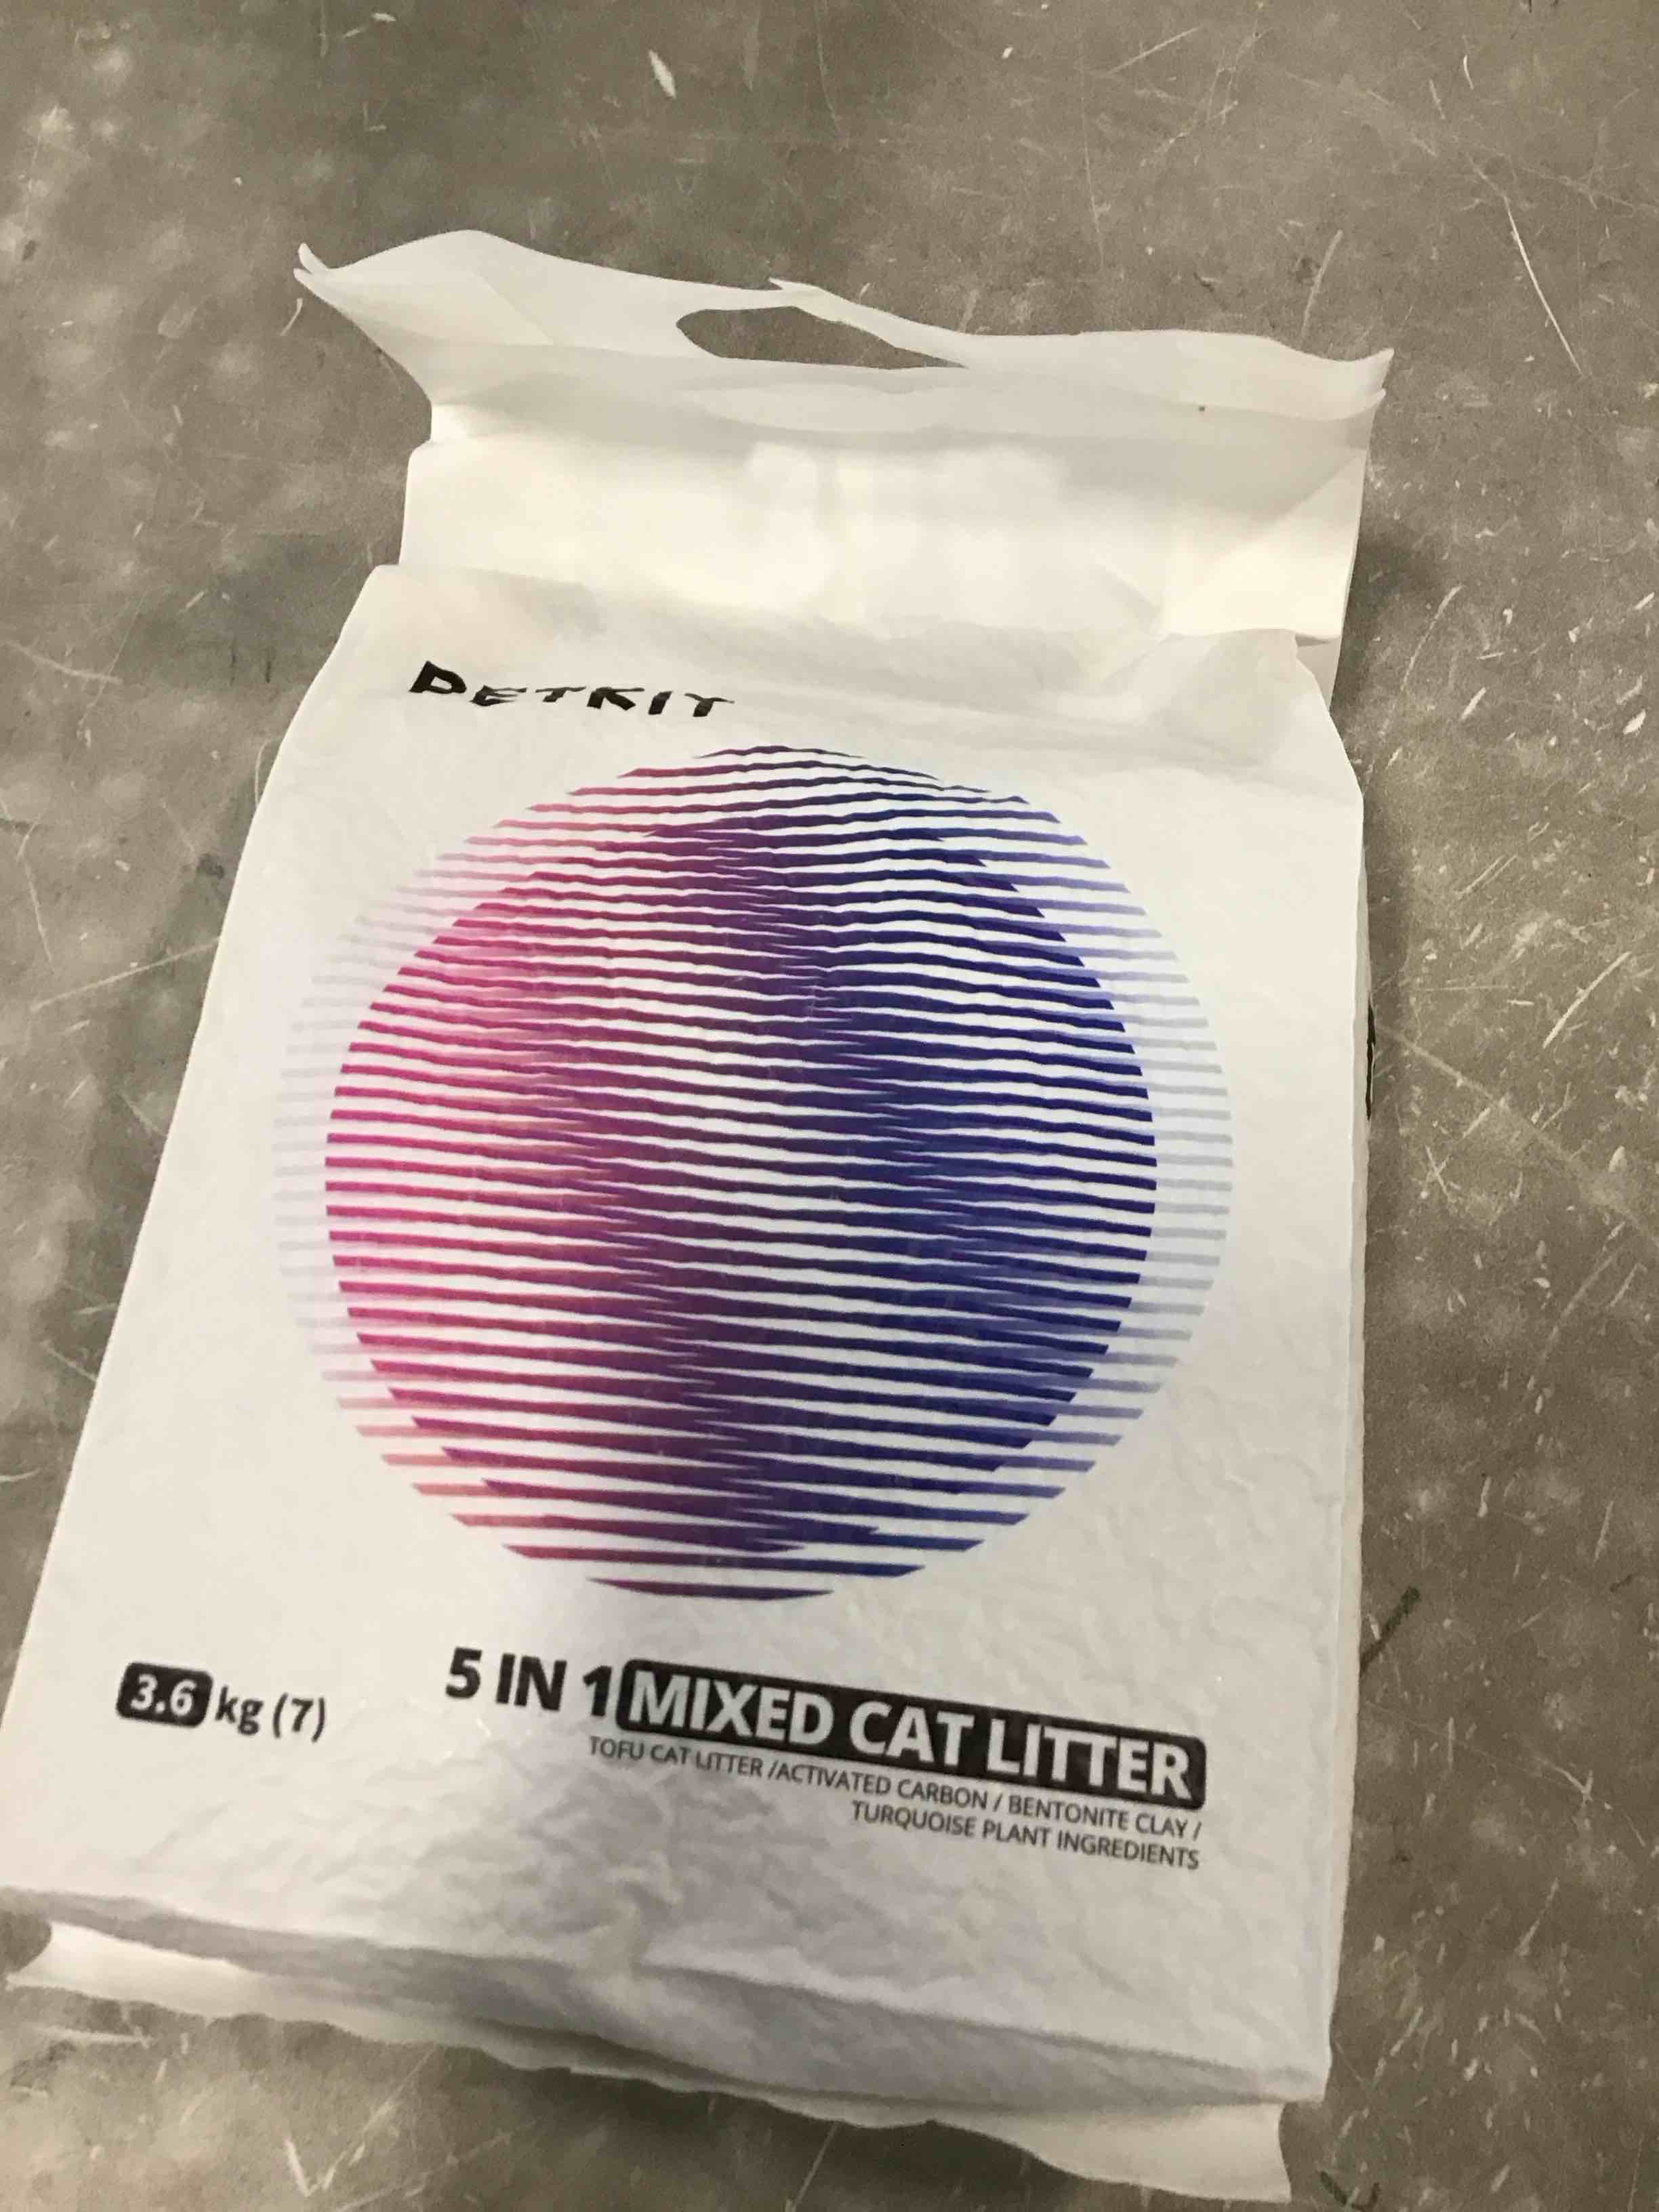 PETKIT
3.6 kg (7)
5 IN 1 MIXED CAT LITTER
TOFU CAT LITTER /ACTIVATED CARBON / BENTONITE CLAY /
TURQUOISE PLANT INGREDIENTS